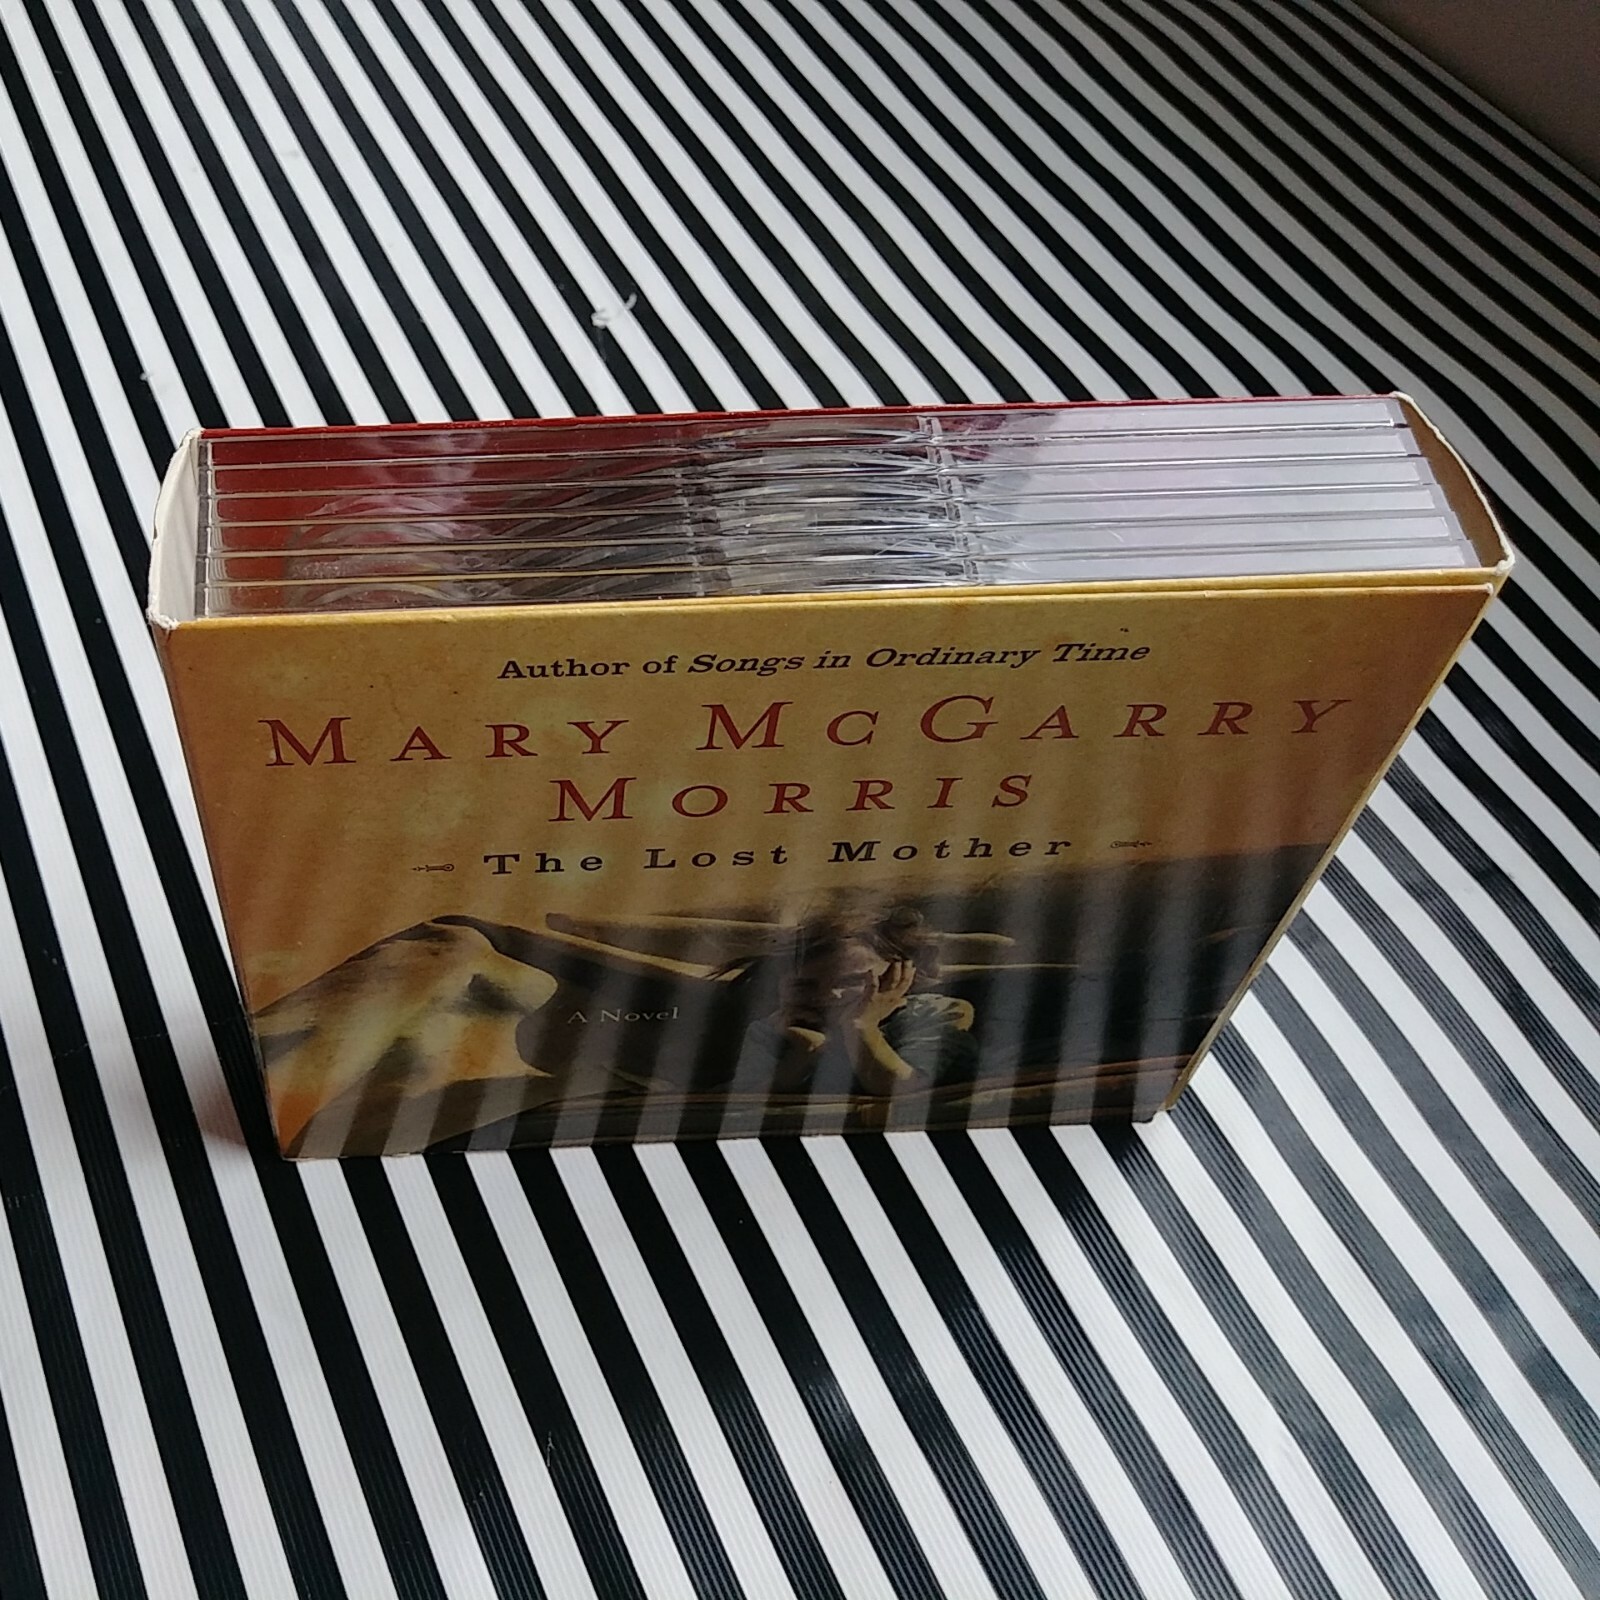 Author of Songs in Ordinary Time
MARY MCGARRY
MORRIS
The Lost Mother
A Novel